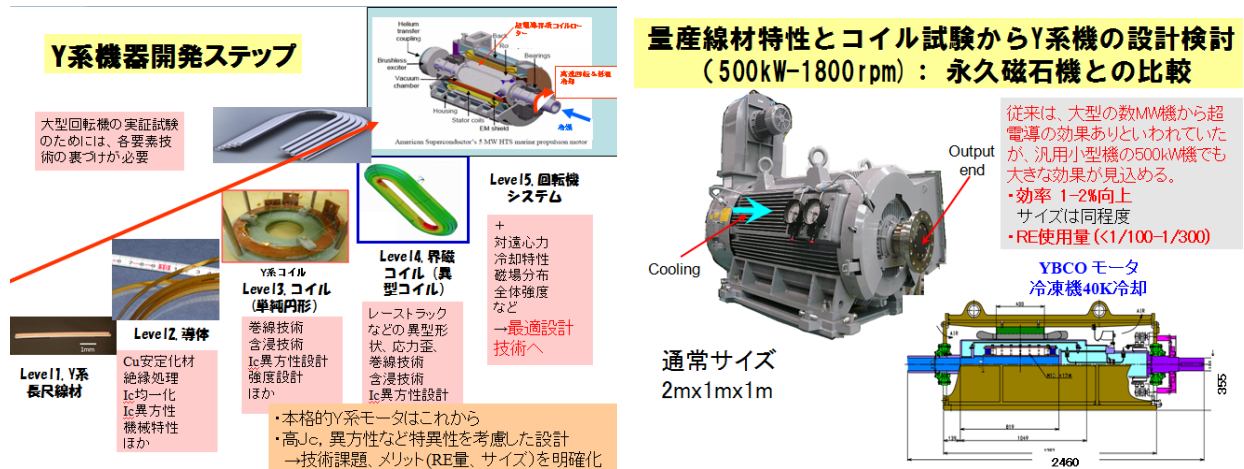 Y系機器開発ステップ
大型回転機の実証試験
のためには、各要素技
術の裏づけが必要
Helium
transfer
coupling
Brushless
exciter
Vacuum
chamber
Housing
Stator coils
EM shield
Bearings
American Superconductor's 5 MW HTS marine propulsion motor
Level5, 回転機
システム
+
対遠心力
冷却特性
磁場分布
全体強度
など
→最適設計
技術へ
Level4, 界磁
コイル（異
型コイル）
レーストラック
などの異型形
状、応力歪、
巻線技術
含浸技術
Ic異方性設計
Y系コイル
Level3, コイル
(単純円形)
巻線技術
含浸技術
Ic異方性設計
強度設計
ほか
Level2, 導体
Cu安定化材
絶縁処理
Ic均一化
Ic異方性
機械特性
ほか
1mm
Level1, Y系
長尺線材
・本格的Y系モータはこれから
・高Jc, 異方性など特異性を考慮した設計
→技術課題、メリット(RE量、サイズ)を明確化
量産線材特性とコイル試験からY系機の設計検討
（500kW-1800rpm）: 永久磁石機との比較
従来は、大型の数MW機から超
電導の効果ありといわれていた
が、汎用小型機の500kW機でも
大きな効果が見込める。
・効率 1-2%向上
サイズは同程度
・RE使用量(<1/100-1/300)
Output
end
Cooling
YBCO モータ
冷凍機40K冷却
通常サイズ
2mx1mx1m
400
AIR
AIR
819
139
1049
355
2460